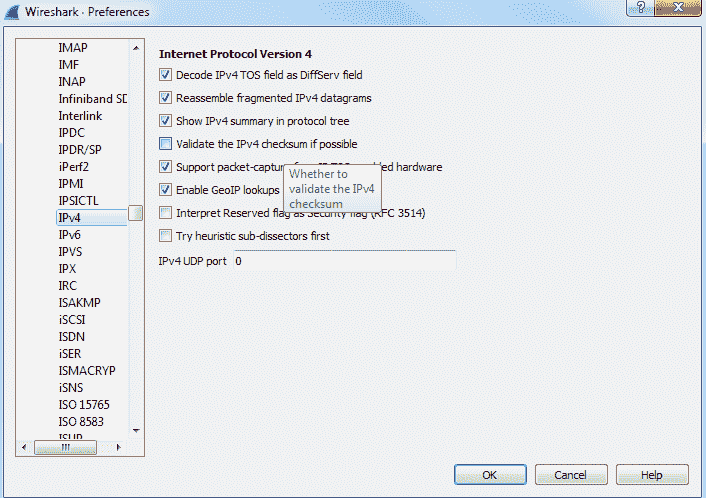 Wireshark · Preferences
IMAP
IMF
INAP
Infiniband SD
Interlink
IPDC
IPDR/SP
iPerf2
IPMI
IPSICTL
IPv4
IPv6
IPVS
IPX
IRC
ISAKMP
iSCSI
ISDN
iSER
ISMACRYP
iSNS
ISO 15765
ISO 8583
ISUP
Internet Protocol Version 4
Decode IPv4 TOS field as DiffServ field
Reassemble fragmented IPv4 datagrams
Show IPv4 summary in protocol tree
Validate the IPv4 checksum if possible
Support packet-capture hardware
Whether to
validate the IPv4
checksum
Enable GeoIP lookups
Interpret Reserved flag as Security flag (RFC 3514)
Try heuristic sub-dissectors first
IPv4 UDP port 0
OK Cancel Help